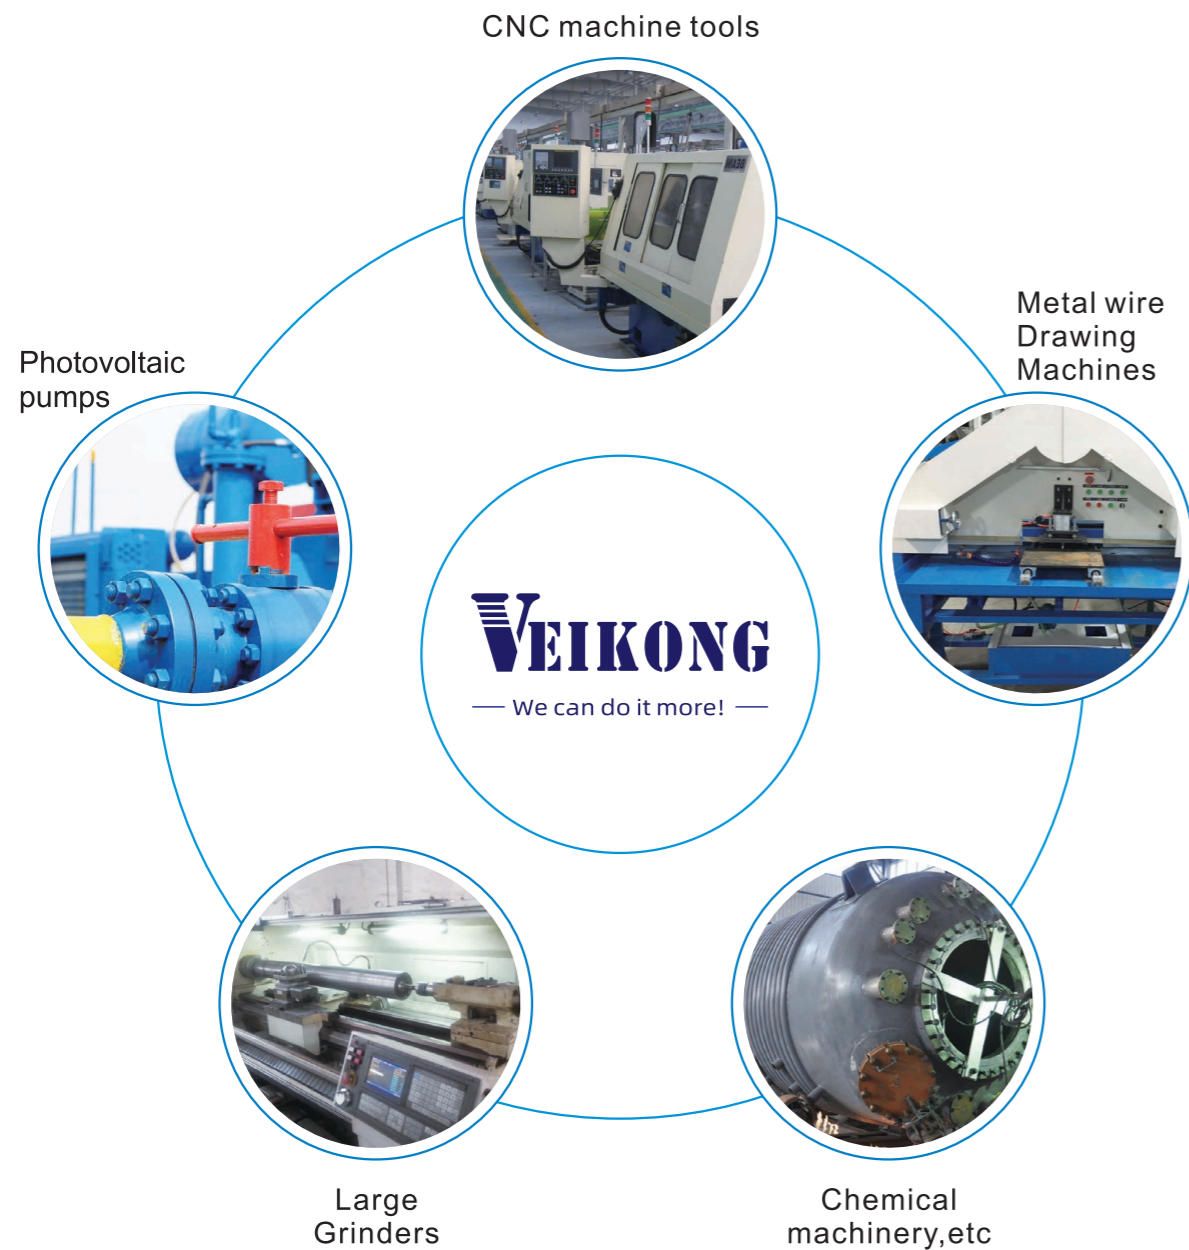 CNC machine tools
Metal wire
Drawing
Machines
Photovoltaic
pumps
MA30
VEIKONG
We can do it more!
Large
Grinders
Chemical
machinery,etc